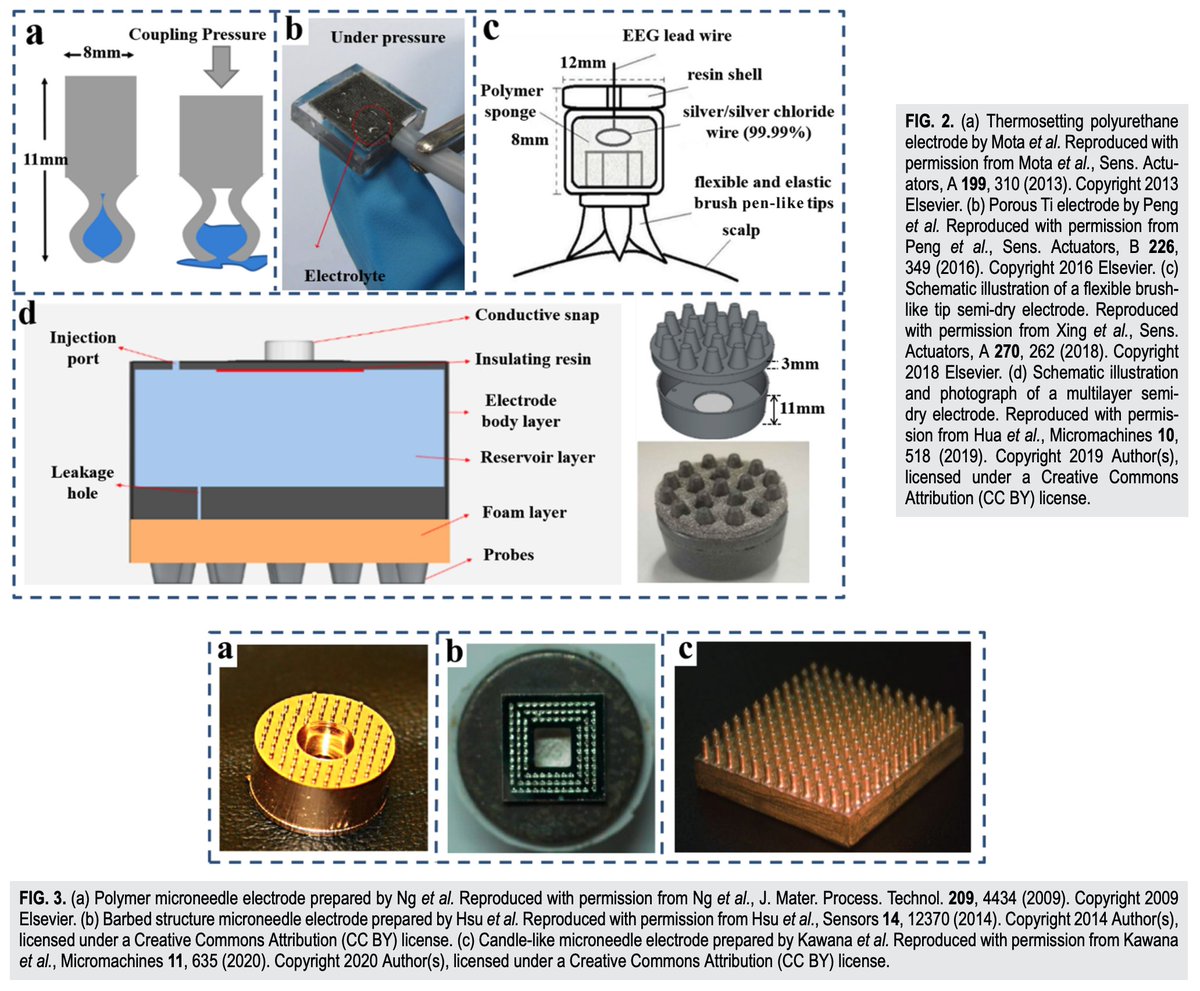 a
8mm
11mm
Coupling Pressure
b
Under pressure
Electrolyte
c
EEG lead wire
12mm
resin shell
Polymer
sponge
8mm
silver/silver chloride
wire (99.99%)
flexible and elastic
brush pen-like tips
scalp
d
Injection
port
Leakage
hole
Conductive snap
Insulating resin
Electrode
body layer
Reservoir layer
Foam layer
Probes
3mm
11mm
FIG. 2. (a) Thermosetting polyurethane
electrode by Mota et al. Reproduced with
permission from Mota et al., Sens. Actu-
ators, A 199, 310 (2013). Copyright 2013
Elsevier. (b) Porous Ti electrode by Peng
et al. Reproduced with permission from
Peng et al., Sens. Actuators, B 226,
349 (2016). Copyright 2016 Elsevier. (c)
Schematic illustration of a flexible brush-
like tip semi-dry electrode. Reproduced
with permission from Xing et al., Sens.
Actuators, A 270, 262 (2018). Copyright
2018 Elsevier. (d) Schematic illustration
and photograph of a multilayer semi-
dry electrode. Reproduced with permis-
sion from Hua et al., Micromachines 10,
518 (2019). Copyright 2019 Author(s),
licensed under a Creative Commons
Attribution (CC BY) license.
a
b
c
FIG. 3. (a) Polymer microneedle electrode prepared by Ng et al. Reproduced with permission from Ng et al., J. Mater. Process. Technol. 209, 4434 (2009). Copyright 2009
Elsevier. (b) Barbed structure microneedle electrode prepared by Hsu et al. Reproduced with permission from Hsu et al., Sensors 14, 12370 (2014). Copyright 2014 Author(s),
licensed under a Creative Commons Attribution (CC BY) license. (c) Candle-like microneedle electrode prepared by Kawana et al. Reproduced with permission from Kawana
et al., Micromachines 11, 635 (2020). Copyright 2020 Author(s), licensed under a Creative Commons Attribution (CC BY) license.